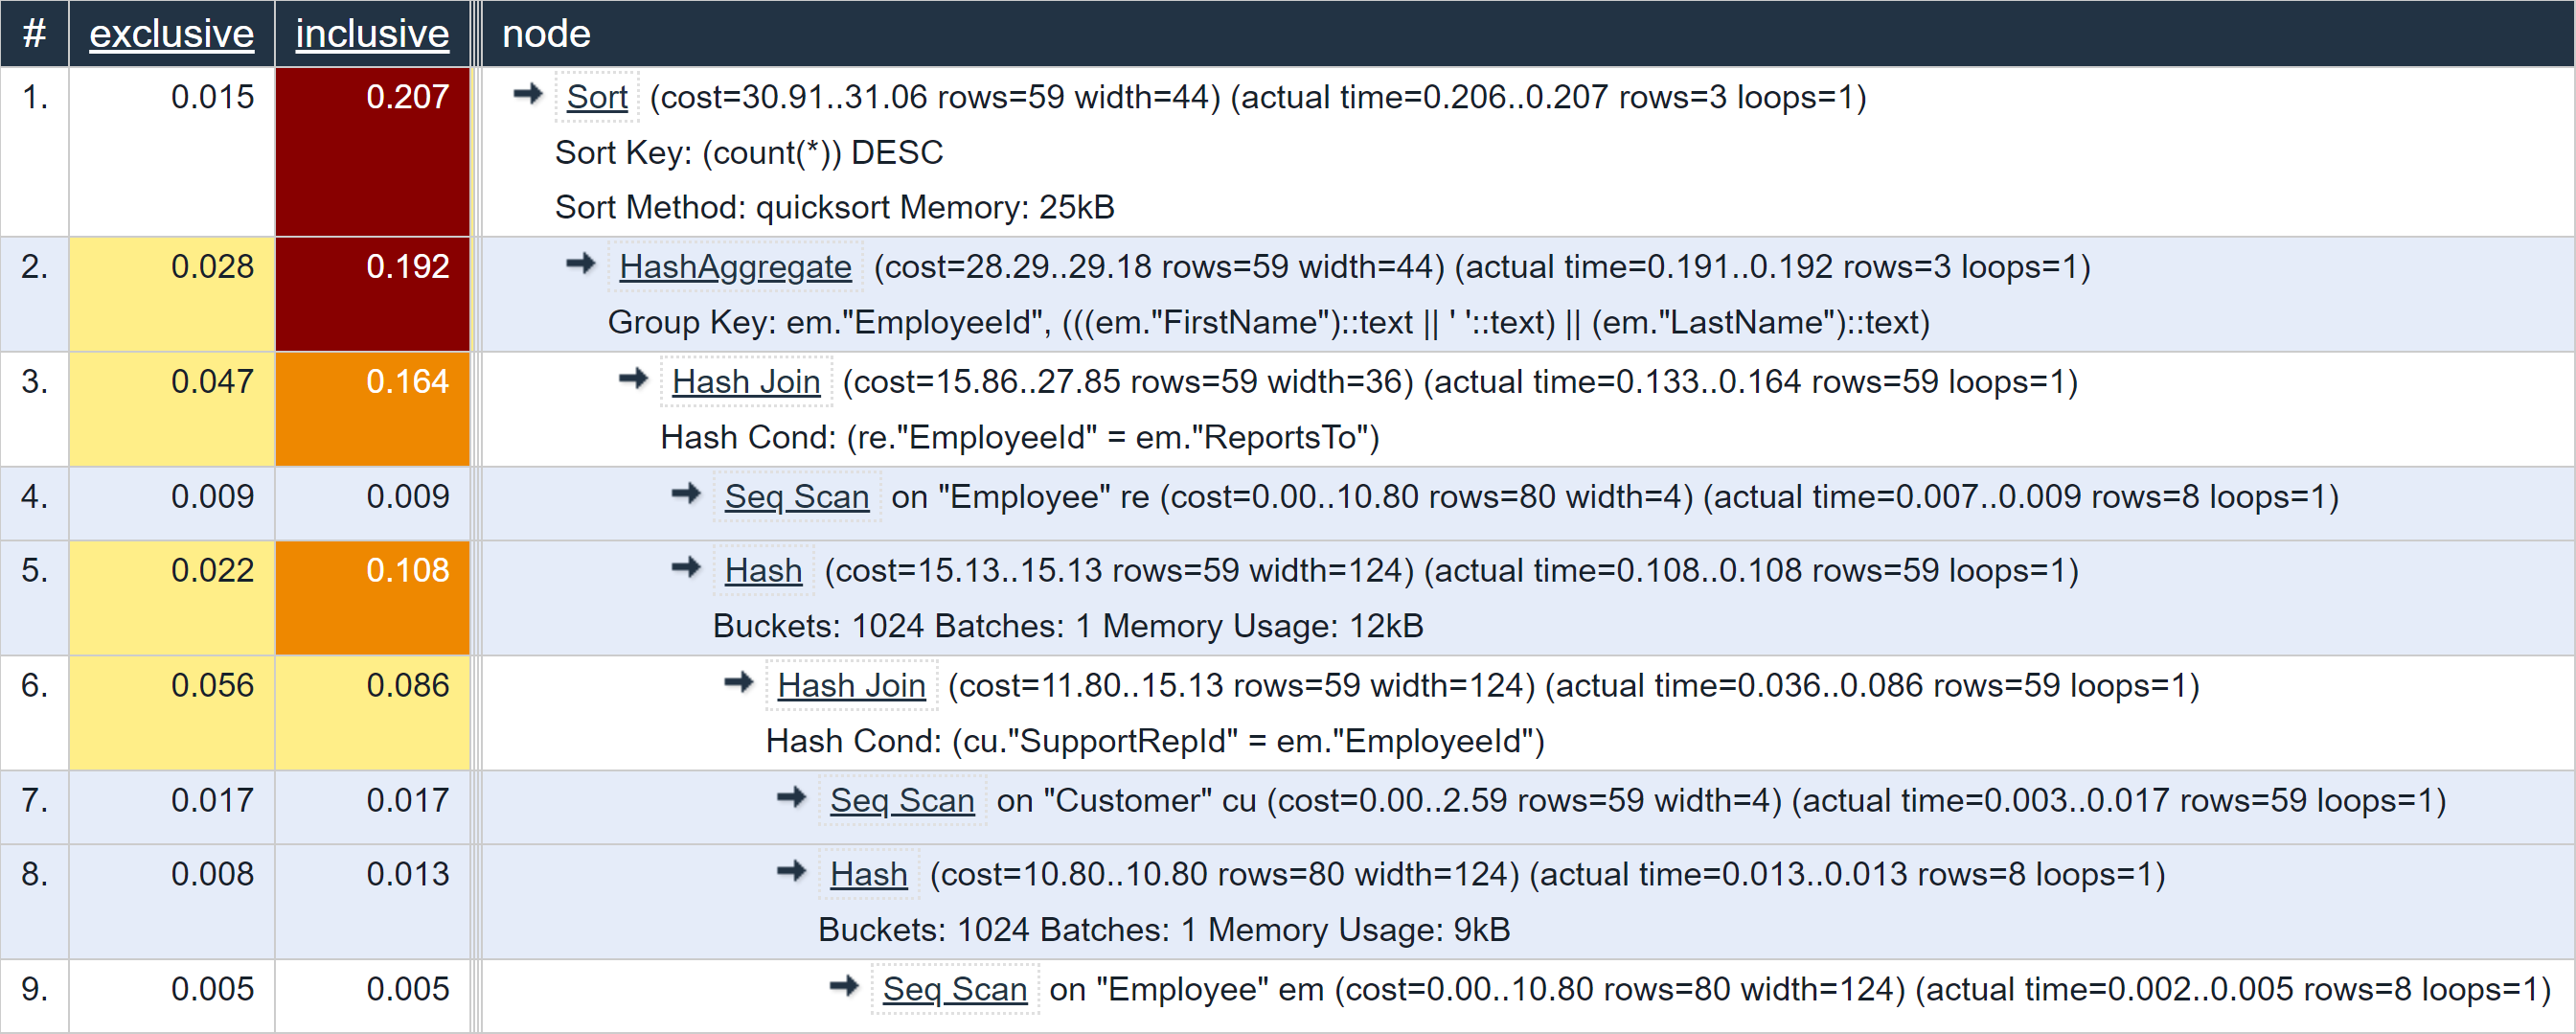 # exclusive inclusive node
1. 0.015 0.207 Sort (cost=30.91..31.06 rows=59 width=44) (actual time=0.206..0.207 rows=3 loops=1)
Sort Key: (count(*)) DESC
Sort Method: quicksort Memory: 25kB
2. 0.028 0.192 HashAggregate (cost=28.29..29.18 rows=59 width=44) (actual time=0.191..0.192 rows=3 loops=1)
Group Key: em."EmployeeId", (((em."FirstName")::text || ' '::text) || (em."LastName")::text)
3. 0.047 0.164 Hash Join (cost=15.86..27.85 rows=59 width=36) (actual time=0.133..0.164 rows=59 loops=1)
Hash Cond: (re."EmployeeId" = em."ReportsTo")
4. 0.009 0.009 Seq Scan on "Employee" re (cost=0.00..10.80 rows=80 width=4) (actual time=0.007..0.009 rows=8 loops=1)
5. 0.022 0.108 Hash (cost=15.13..15.13 rows=59 width=124) (actual time=0.108..0.108 rows=59 loops=1)
Buckets: 1024 Batches: 1 Memory Usage: 12kB
6. 0.056 0.086 Hash Join (cost=11.80..15.13 rows=59 width=124) (actual time=0.036..0.086 rows=59 loops=1)
Hash Cond: (cu."SupportRepId" = em."EmployeeId")
7. 0.017 0.017 Seq Scan on "Customer" cu (cost=0.00..2.59 rows=59 width=4) (actual time=0.003..0.017 rows=59 loops=1)
8. 0.008 0.013 Hash (cost=10.80..10.80 rows=80 width=124) (actual time=0.013..0.013 rows=8 loops=1)
Buckets: 1024 Batches: 1 Memory Usage: 9kB
9. 0.005 0.005 Seq Scan on "Employee" em (cost=0.00..10.80 rows=80 width=124) (actual time=0.002..0.005 rows=8 loops=1)